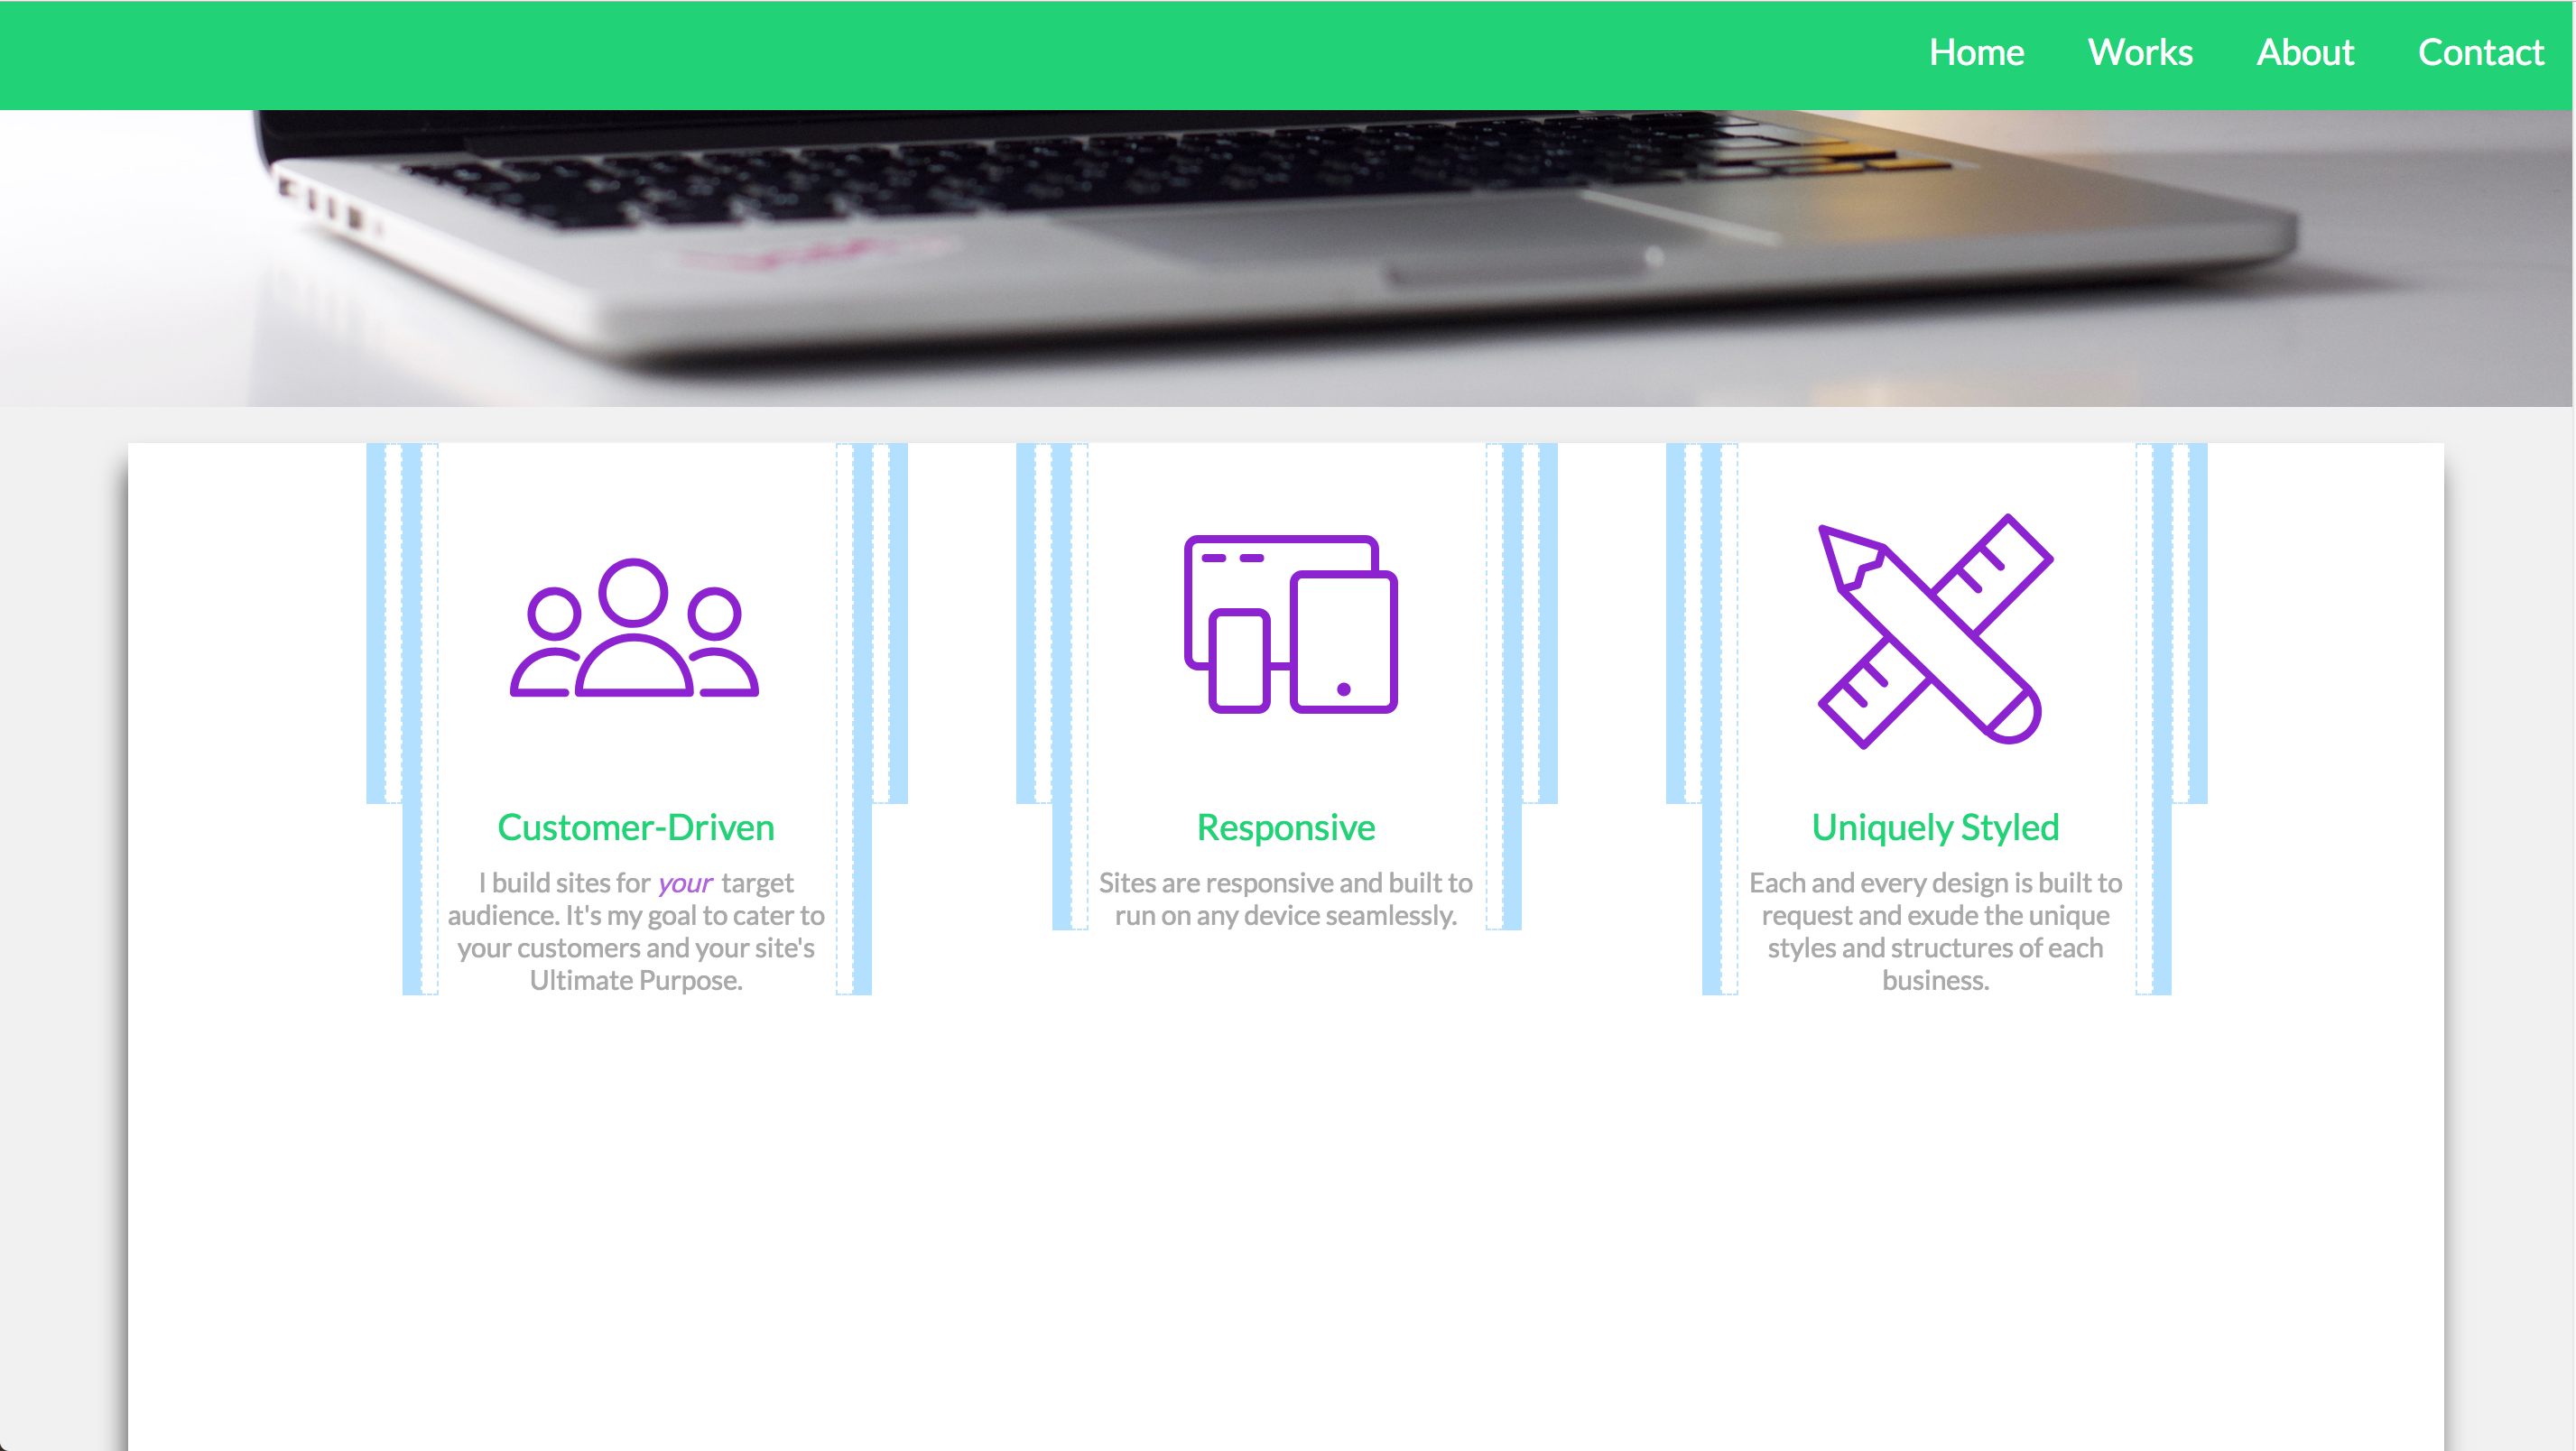 Home Works About Contact
Customer-Driven
I build sites for your target
audience. It's my goal to cater to
your customers and your site's
Ultimate Purpose.
Responsive
Sites are responsive and built to
run on any device seamlessly.
Uniquely Styled
Each and every design is built to
request and exude the unique
styles and structures of each
business.